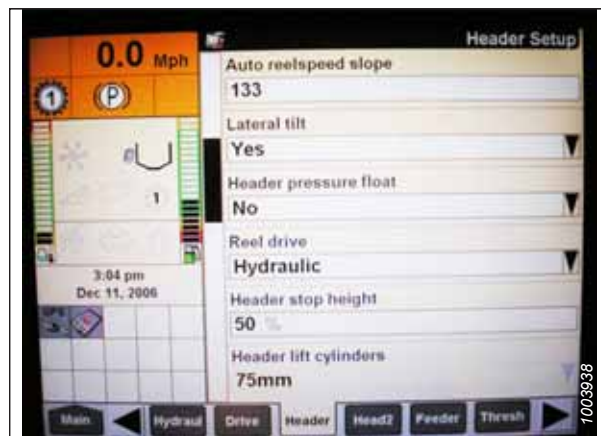 0.0 Mph
1
(P)
1
3:04 pm
Dec 11, 2006
Header Setup
Auto reelspeed slope
133
Lateral tilt
Yes
Header pressure float
No
Reel drive
Hydraulic
Header stop height
50 %
Header lift cylinders
75mm
Main
Hydraul
Drive
Header
Head2
Feeder
Thresh
1003938